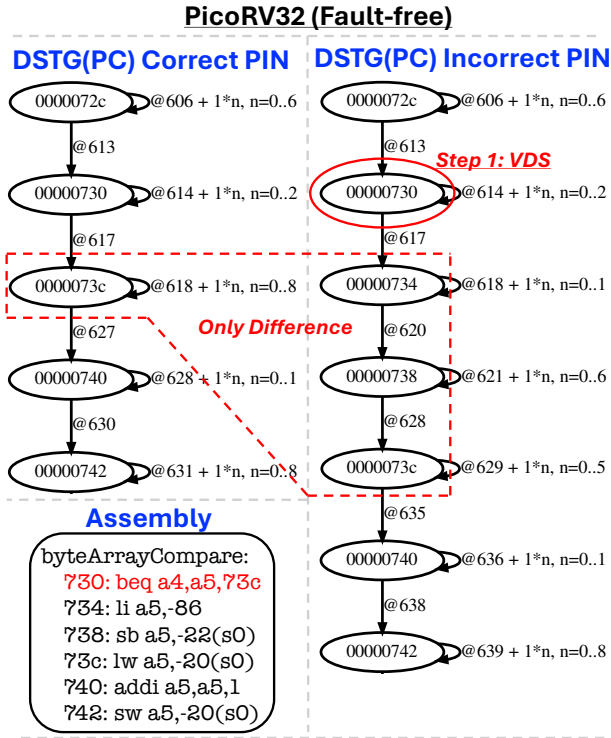 PicoRV32 (Fault-free)
DSTG(PC) Correct PIN
0000072c
@606 + 1*n, n=0..6
@613
00000730
@614 + 1*n, n=0..2
@617
0000073c
@618 + 1*n, n=0..8
@627
00000740
@628 + 1*n, n=0..1
@630
00000742
@631 + 1*n, n=0..8
Only Difference
DSTG(PC) Incorrect PIN
0000072c
@606 + 1*n, n=0..6
@613
Step 1: VDS
00000730
@614 + 1*n, n=0..2
@617
00000734
@618 + 1*n, n=0..1
@620
00000738
@621 + 1*n, n=0..6
@628
0000073c
@629 + 1*n, n=0..5
@635
00000740
@636 + 1*n, n=0..1
@638
00000742
@639 + 1*n, n=0..8
Assembly
byteArrayCompare:
730: beq a4,a5,73c
734: li a5,-86
738: sb a5,-22(s0)
73c: lw a5,-20(s0)
740: addi a5,a5,1
742: sw a5,-20(s0)